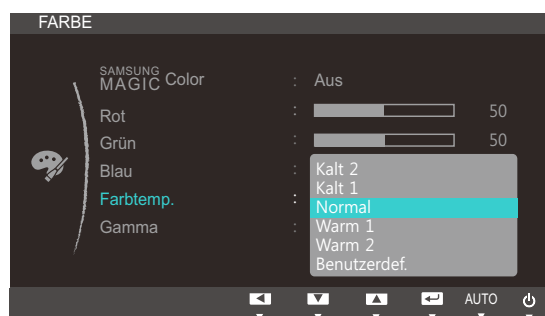 FARBE
SAMSUNG MAGIC Color : Aus
Rot : 50
Grün : 50
Blau : Kalt 2
Kalt 1
Farbtemp. : Normal
Gamma : Warm 1
Warm 2
Benutzerdef.
AUTO